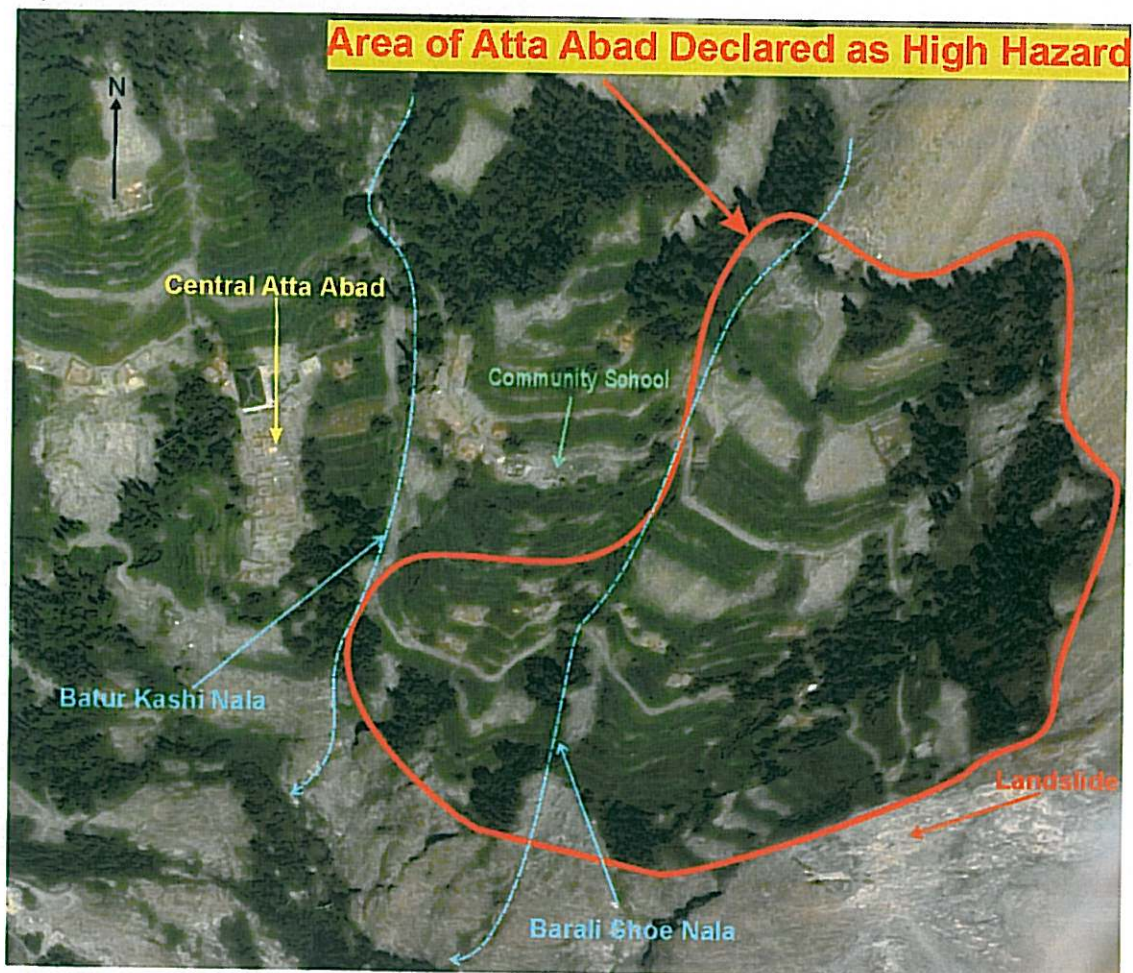 Area of Atta Abad Declared as High Hazard
N
Central Atta Abad
Community School
Batur Kashi Nala
Landslide
Barali Shoe Nala